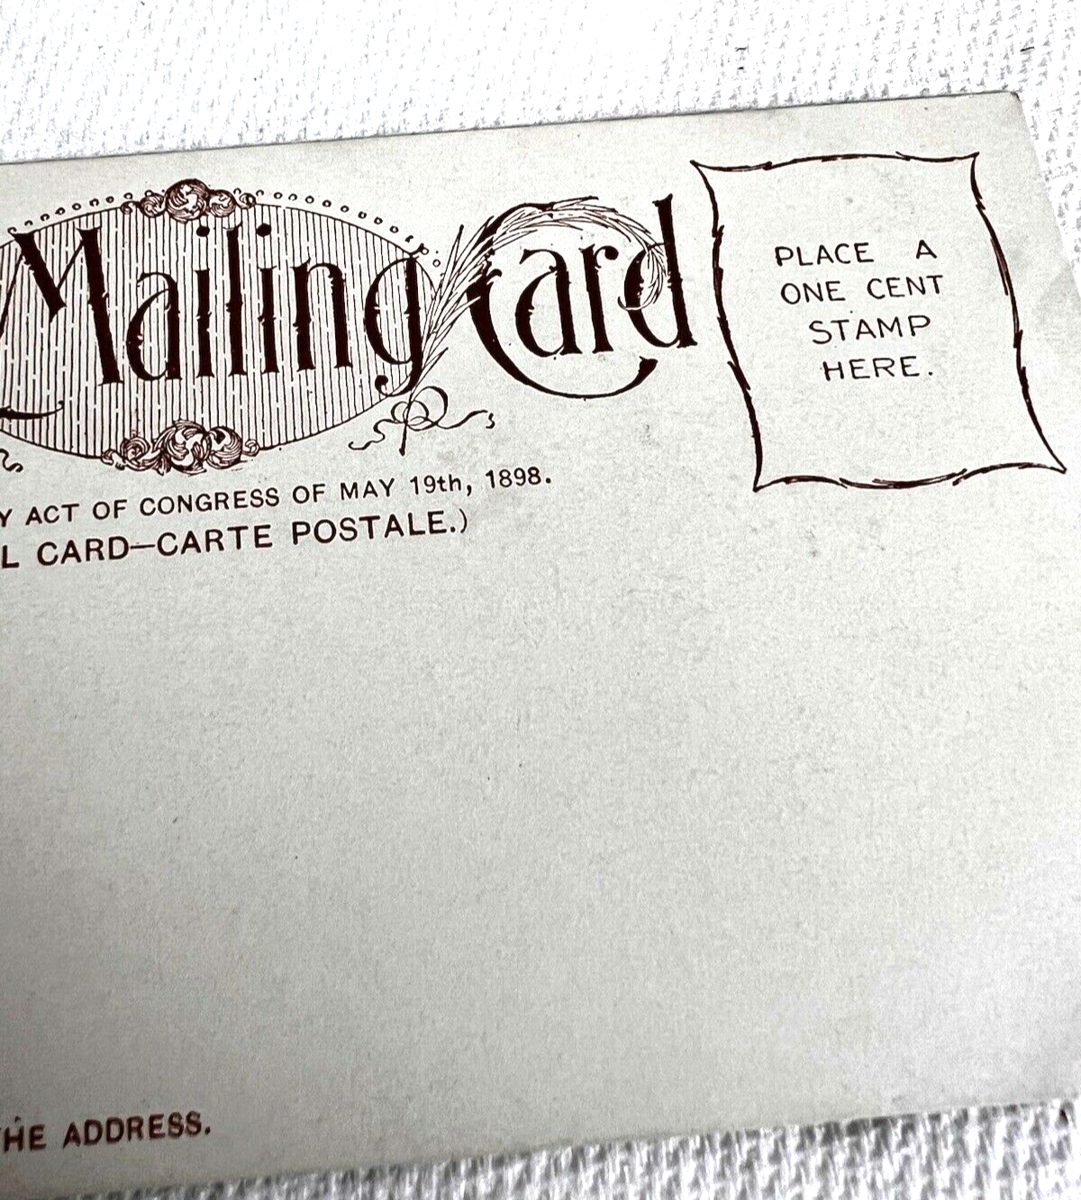 Mailing Card
PLACE A
ONE CENT
STAMP
HERE.
ACT OF CONGRESS OF MAY 19th, 1898.
CARD—CARTE POSTALE.)
ADDRESS.